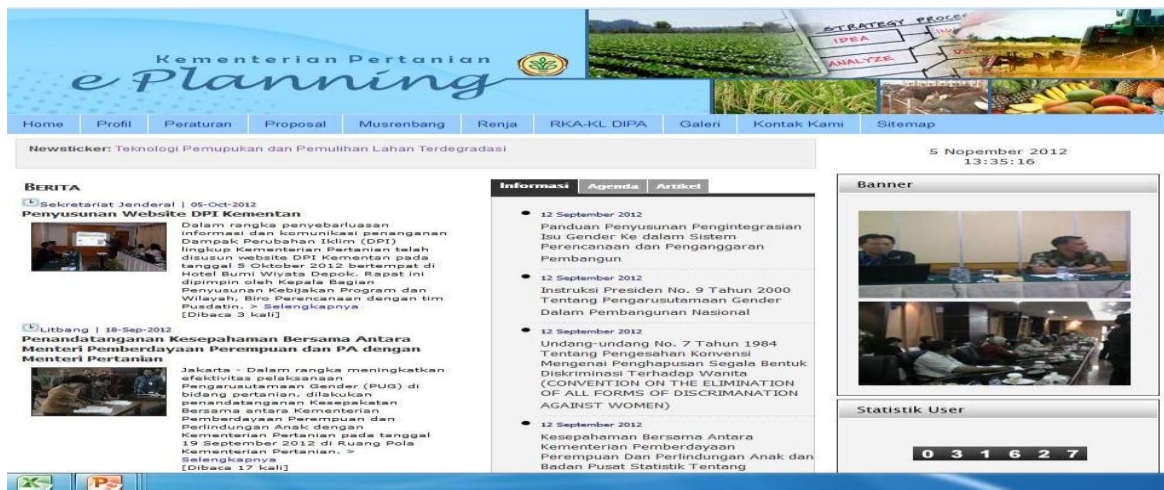 Kementerian Pertanian
e Planning
STRATEGY PROCES
IDEA
ANALYZE
Home Profil Peraturan Proposal Musrenbang Renja RKA-KL DIPA Galeri Kontak Kami Sitemap
Newsticker: Teknologi Pemupukan dan Pemulihan Lahan Terdegradasi
5 Nopember 2012
13:35:16
BERITA
Sekretariat Jenderal | 05-Oct-2012
Penyusunan Website DPI Kementan
Dalam rangka penyebarluasan
informasi dan komunikasi penanganan
Dampak Perubahan Iklim (DPI)
lingkup Kementerian Pertanian telah
disusun website DPI Kementan pada
tanggal 5 Oktober 2012 bertempat di
Hotel Bumi Wiyata Depok. Rapat ini
dipimpin oleh Kepala Bagian
Penyusunan Kebijakan Program dan
Wilayah, Biro Perencanaan dengan tim
Pusdatin. > Selengkapnya
[Dibaca 3 kali]
Litbang | 18-Sep-2012
Penandatanganan Kesepahaman Bersama Antara
Menteri Pemberdayaan Perempuan dan PA dengan
Menteri Pertanian
Jakarta - Dalam rangka meningkatkan
efektivitas pelaksanaan
Pengarusutamaan Gender (PUG) di
bidang pertanian, dilakukan
penandatanganan Kesepakatan
Bersama antara Kementerian
Pemberdayaan Perempuan dan
Perlindungan Anak dengan
Kementerian Pertanian pada tanggal
19 September 2012 di Ruang Pola
Kementerian Pertanian. >
Selengkapnya
[Dibaca 17 kali]
Informasi Agenda Artikel
12 September 2012
Panduan Penyusunan Pengintegrasian
Isu Gender Ke dalam Sistem
Perencanaan dan Penganggaran
Pembangun
12 September 2012
Instruksi Presiden No. 9 Tahun 2000
Tentang Pengarusutamaan Gender
Dalam Pembangunan Nasional
12 September 2012
Undang-undang No. 7 Tahun 1984
Tentang Pengesahan Konvensi
Mengenai Penghapusan Segala Bentuk
Diskriminasi Terhadap Wanita
(CONVENTION ON THE ELIMINATION
OF ALL FORMS OF DISCRIMANATION
AGAINST WOMEN)
12 September 2012
Kesepahaman Bersama Antara
Kementerian Pemberdayaan
Perempuan Dan Perlindungan Anak dan
Badan Pusat Statistik Tentang
Banner
Statistik User
031627